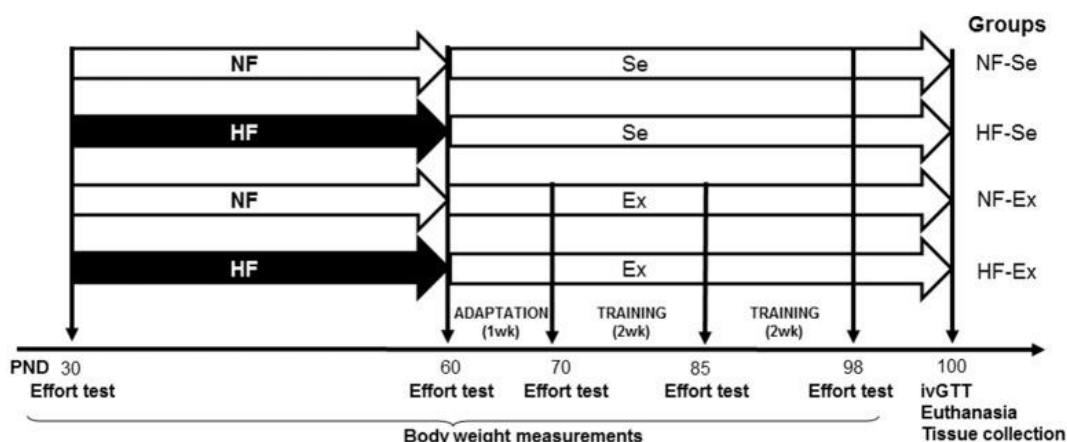 Groups
NF Se NF-Se
HF Se HF-Se
NF Ex NF-Ex
HF Ex HF-Ex
ADAPTATION TRAINING TRAINING
(1wk) (2wk) (2wk)
PND 30 60 70 85 98 100
Effort test Effort test Effort test Effort test Effort test ivGTT
Euthanasia
Body weight measurements Tissue collection